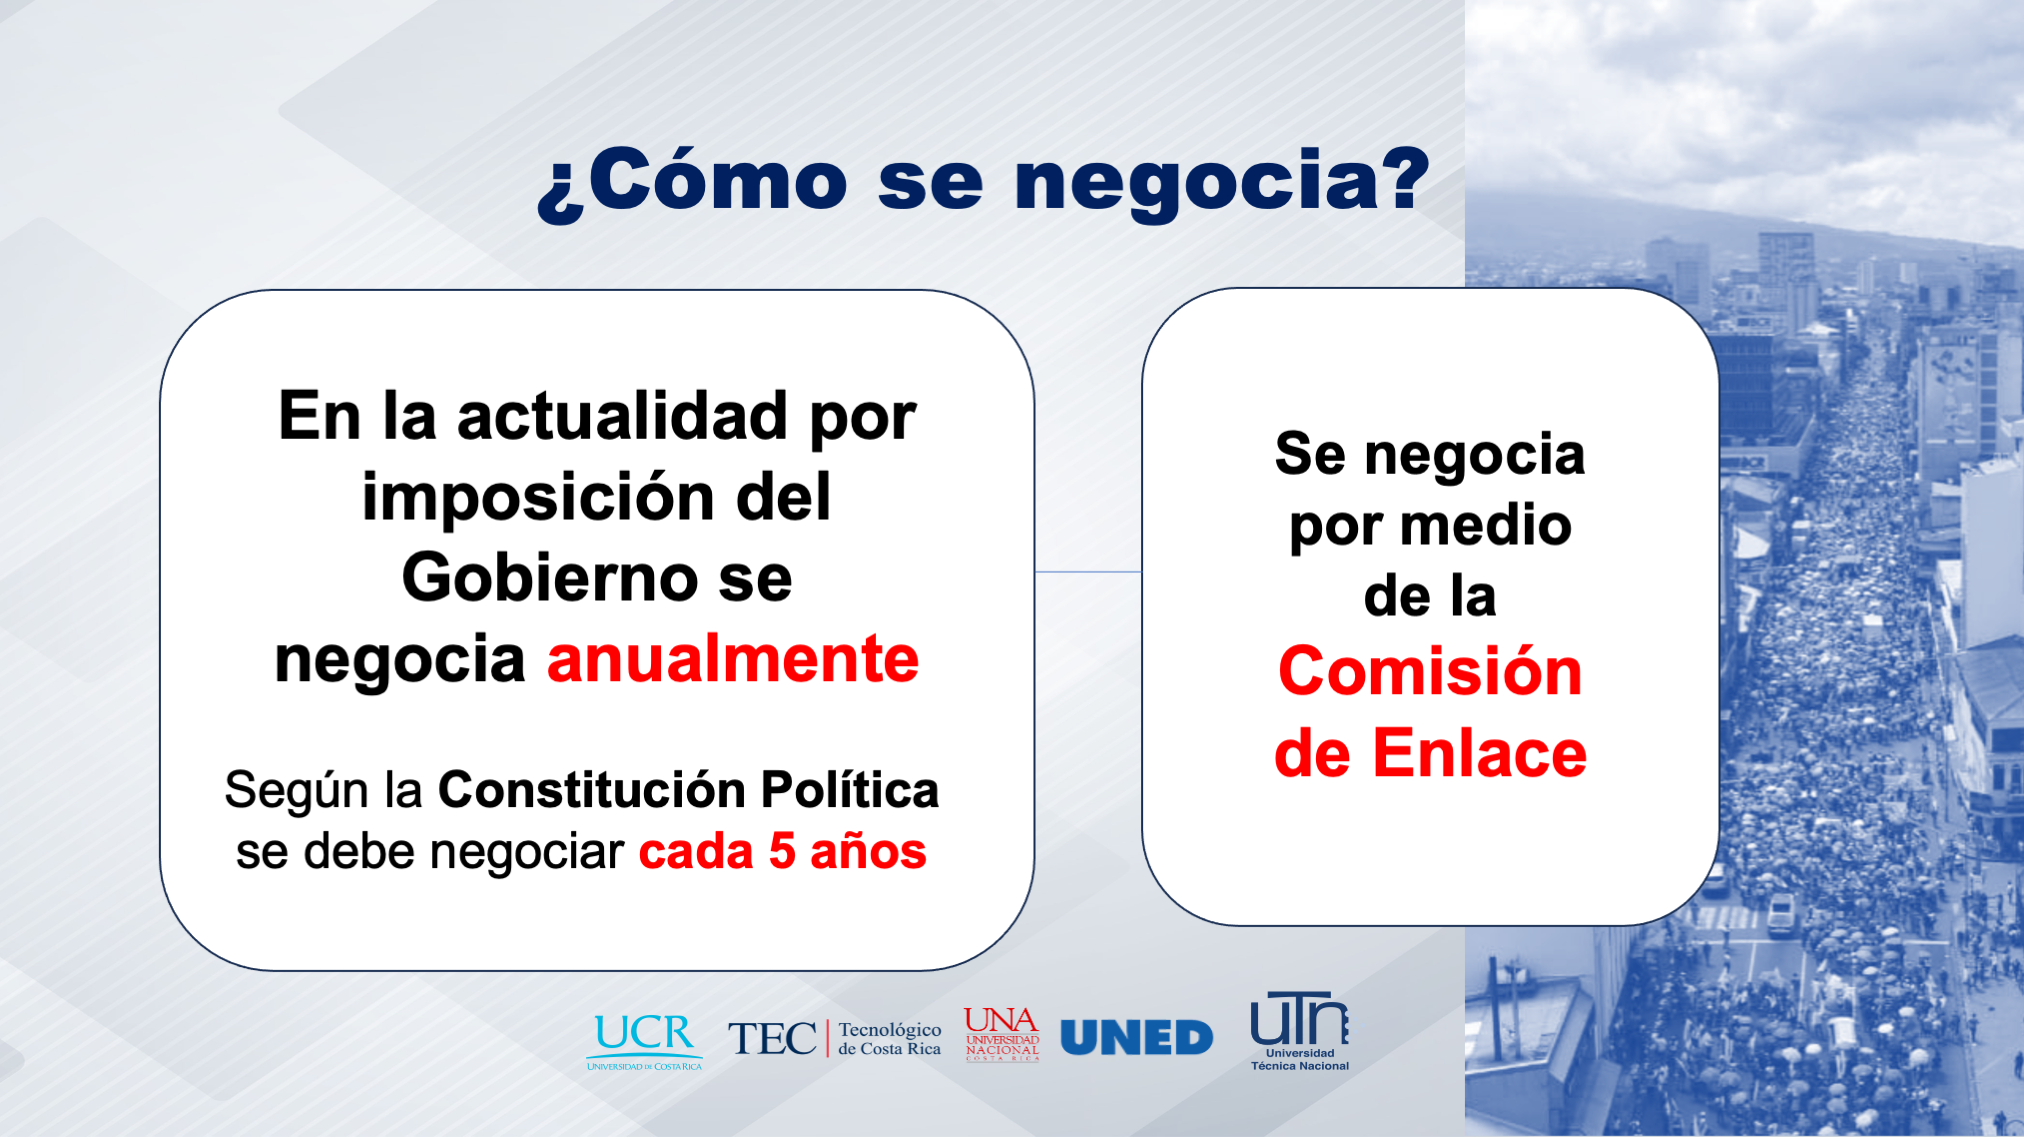 ¿Cómo se negocia?
En la actualidad por
imposición del
Gobierno se
negocia anualmente
Según la Constitución Política
se debe negociar cada 5 años
Se negocia
por medio
de la
Comisión
de Enlace
UCR
UNIVERSIDAD DE COSTA RICA
TEC | Tecnológico
de Costa Rica
UNA
UNIVERSIDAD
NACIONAL
COSTA RICA
UNED
UTN
Universidad
Técnica Nacional